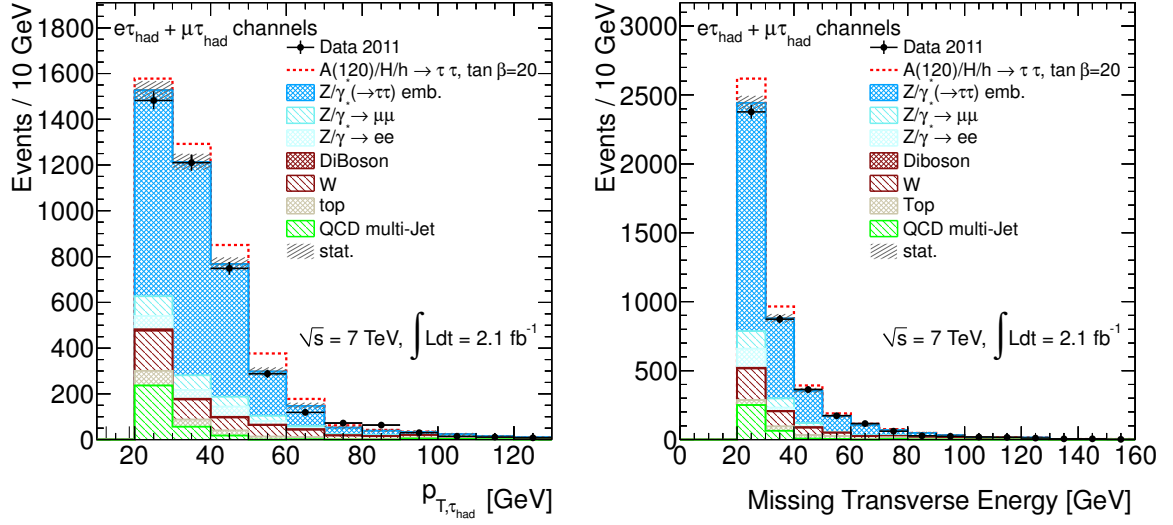 eτhad + μτhad channels
Data 2011
A(120)/H/h → ττ, tan β=20
Z/γ*(→ττ) emb.
Z/γ* → μμ
Z/γ* → ee
DiBoson
W
top
QCD multi-Jet
stat.
√s = 7 TeV, ∫Ldt = 2.1 fb⁻¹
Events / 10 GeV
0
200
400
600
800
1000
1200
1400
1600
1800
20 40 60 80 100 120
pT,τhad [GeV]
eτhad + μτhad channels
Data 2011
A(120)/H/h → ττ, tan β=20
Z/γ*(→ττ) emb.
Z/γ* → μμ
Z/γ* → ee
Diboson
W
Top
QCD multi-Jet
stat.
√s = 7 TeV, ∫Ldt = 2.1 fb⁻¹
Events / 10 GeV
0
500
1000
1500
2000
2500
3000
0 20 40 60 80 100 120 140 160
Missing Transverse Energy [GeV]